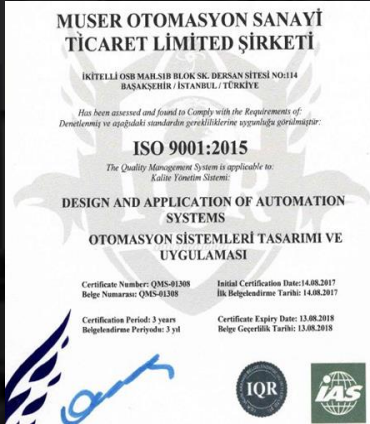 MUSER OTOMASYON SANAYİ
TİCARET LİMİTED ŞİRKETİ
İKİTELLİ OSB MAH.S1B BLOK SK. DERSAN SİTESİ NO:114
BAŞAKŞEHİR / İSTANBUL / TÜRKİYE
Has been assessed and found to Comply with the Requirements of:
Denetlenmiş ve aşağıdaki standardın gerekliliklerine uygunluğu görülmüştür:
ISO 9001:2015
The Quality Management System is applicable to:
Kalite Yönetim Sistemi:
DESIGN AND APPLICATION OF AUTOMATION
SYSTEMS
OTOMASYON SİSTEMLERİ TASARIMI VE
UYGULAMASI
Certificate Number: QMS-01308 Initial Certification Date:14.08.2017
Belge Numarası: QMS-01308 İlk Belgelendirme Tarihi: 14.08.2017
Certification Period: 3 years Certificate Expiry Date: 13.08.2018
Belgelendirme Periyodu: 3 yıl Belge Geçerlilik Tarihi: 13.08.2018
IQR
IQR
IAS